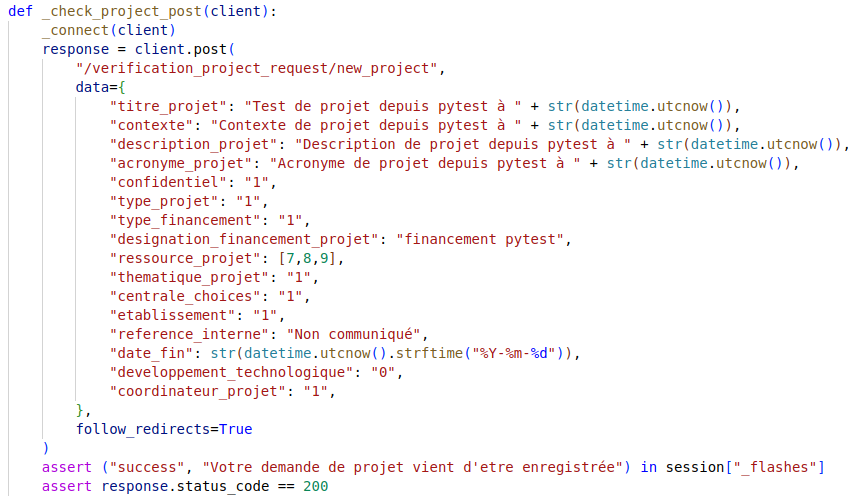 def _check_project_post(client):
    _connect(client)
    response = client.post(
        "/verification_project_request/new_project",
        data={
            "titre_projet": "Test de projet depuis pytest à " + str(datetime.utcnow()),
            "contexte": "Contexte de projet depuis pytest à " + str(datetime.utcnow()),
            "description_projet": "Description de projet depuis pytest à " + str(datetime.utcnow()),
            "acronyme_projet": "Acronyme de projet depuis pytest à " + str(datetime.utcnow()),
            "confidentiel": "1",
            "type_projet": "1",
            "type_financement": "1",
            "designation_financement_projet": "financement pytest",
            "ressource_projet": [7,8,9],
            "thematique_projet": "1",
            "centrale_choices": "1",
            "etablissement": "1",
            "reference_interne": "Non communiqué",
            "date_fin": str(datetime.utcnow().strftime("%Y-%m-%d")),
            "developpement_technologique": "0",
            "coordinateur_projet": "1",
        },
        follow_redirects=True
    )
    assert ("success", "Votre demande de projet vient d'etre enregistrée") in session["_flashes"]
    assert response.status_code == 200